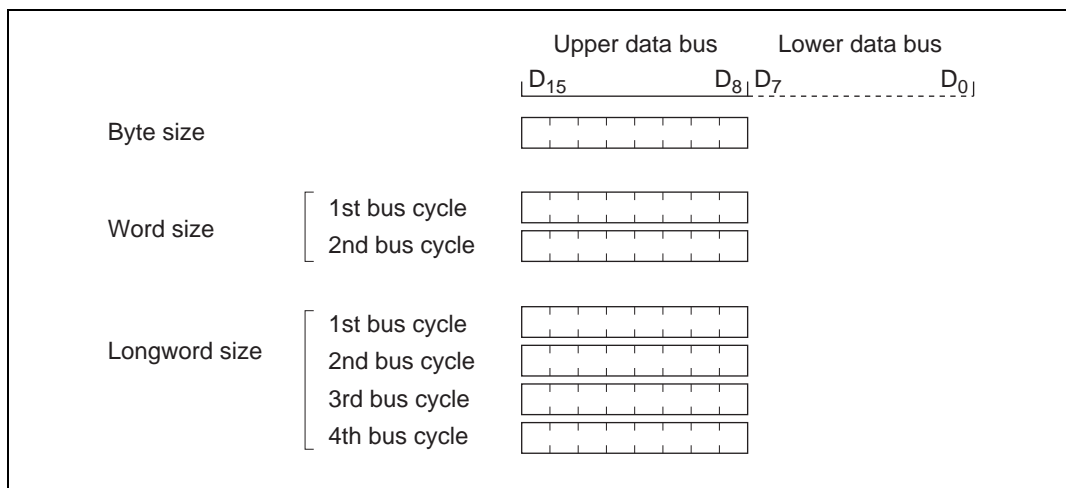 Upper data bus Lower data bus
D15 D8 D7 D0
Byte size
Word size
1st bus cycle
2nd bus cycle
Longword size
1st bus cycle
2nd bus cycle
3rd bus cycle
4th bus cycle